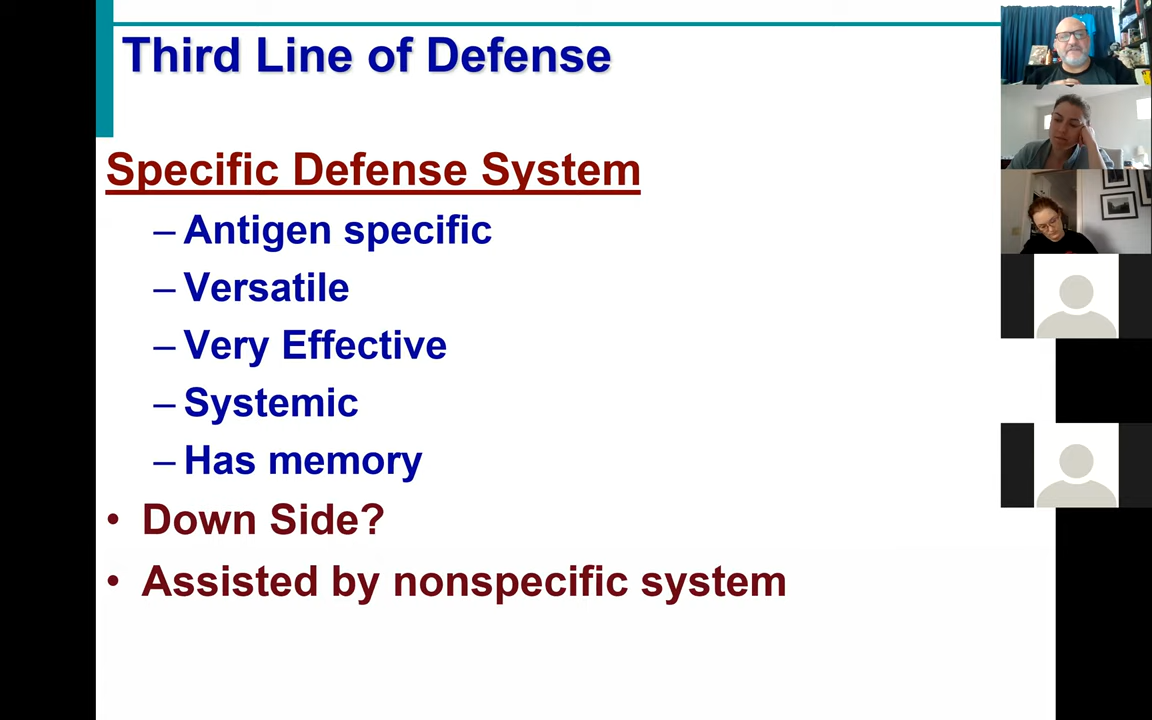 Third Line of Defense
Specific Defense System
– Antigen specific
– Versatile
– Very Effective
– Systemic
– Has memory
• Down Side?
• Assisted by nonspecific system